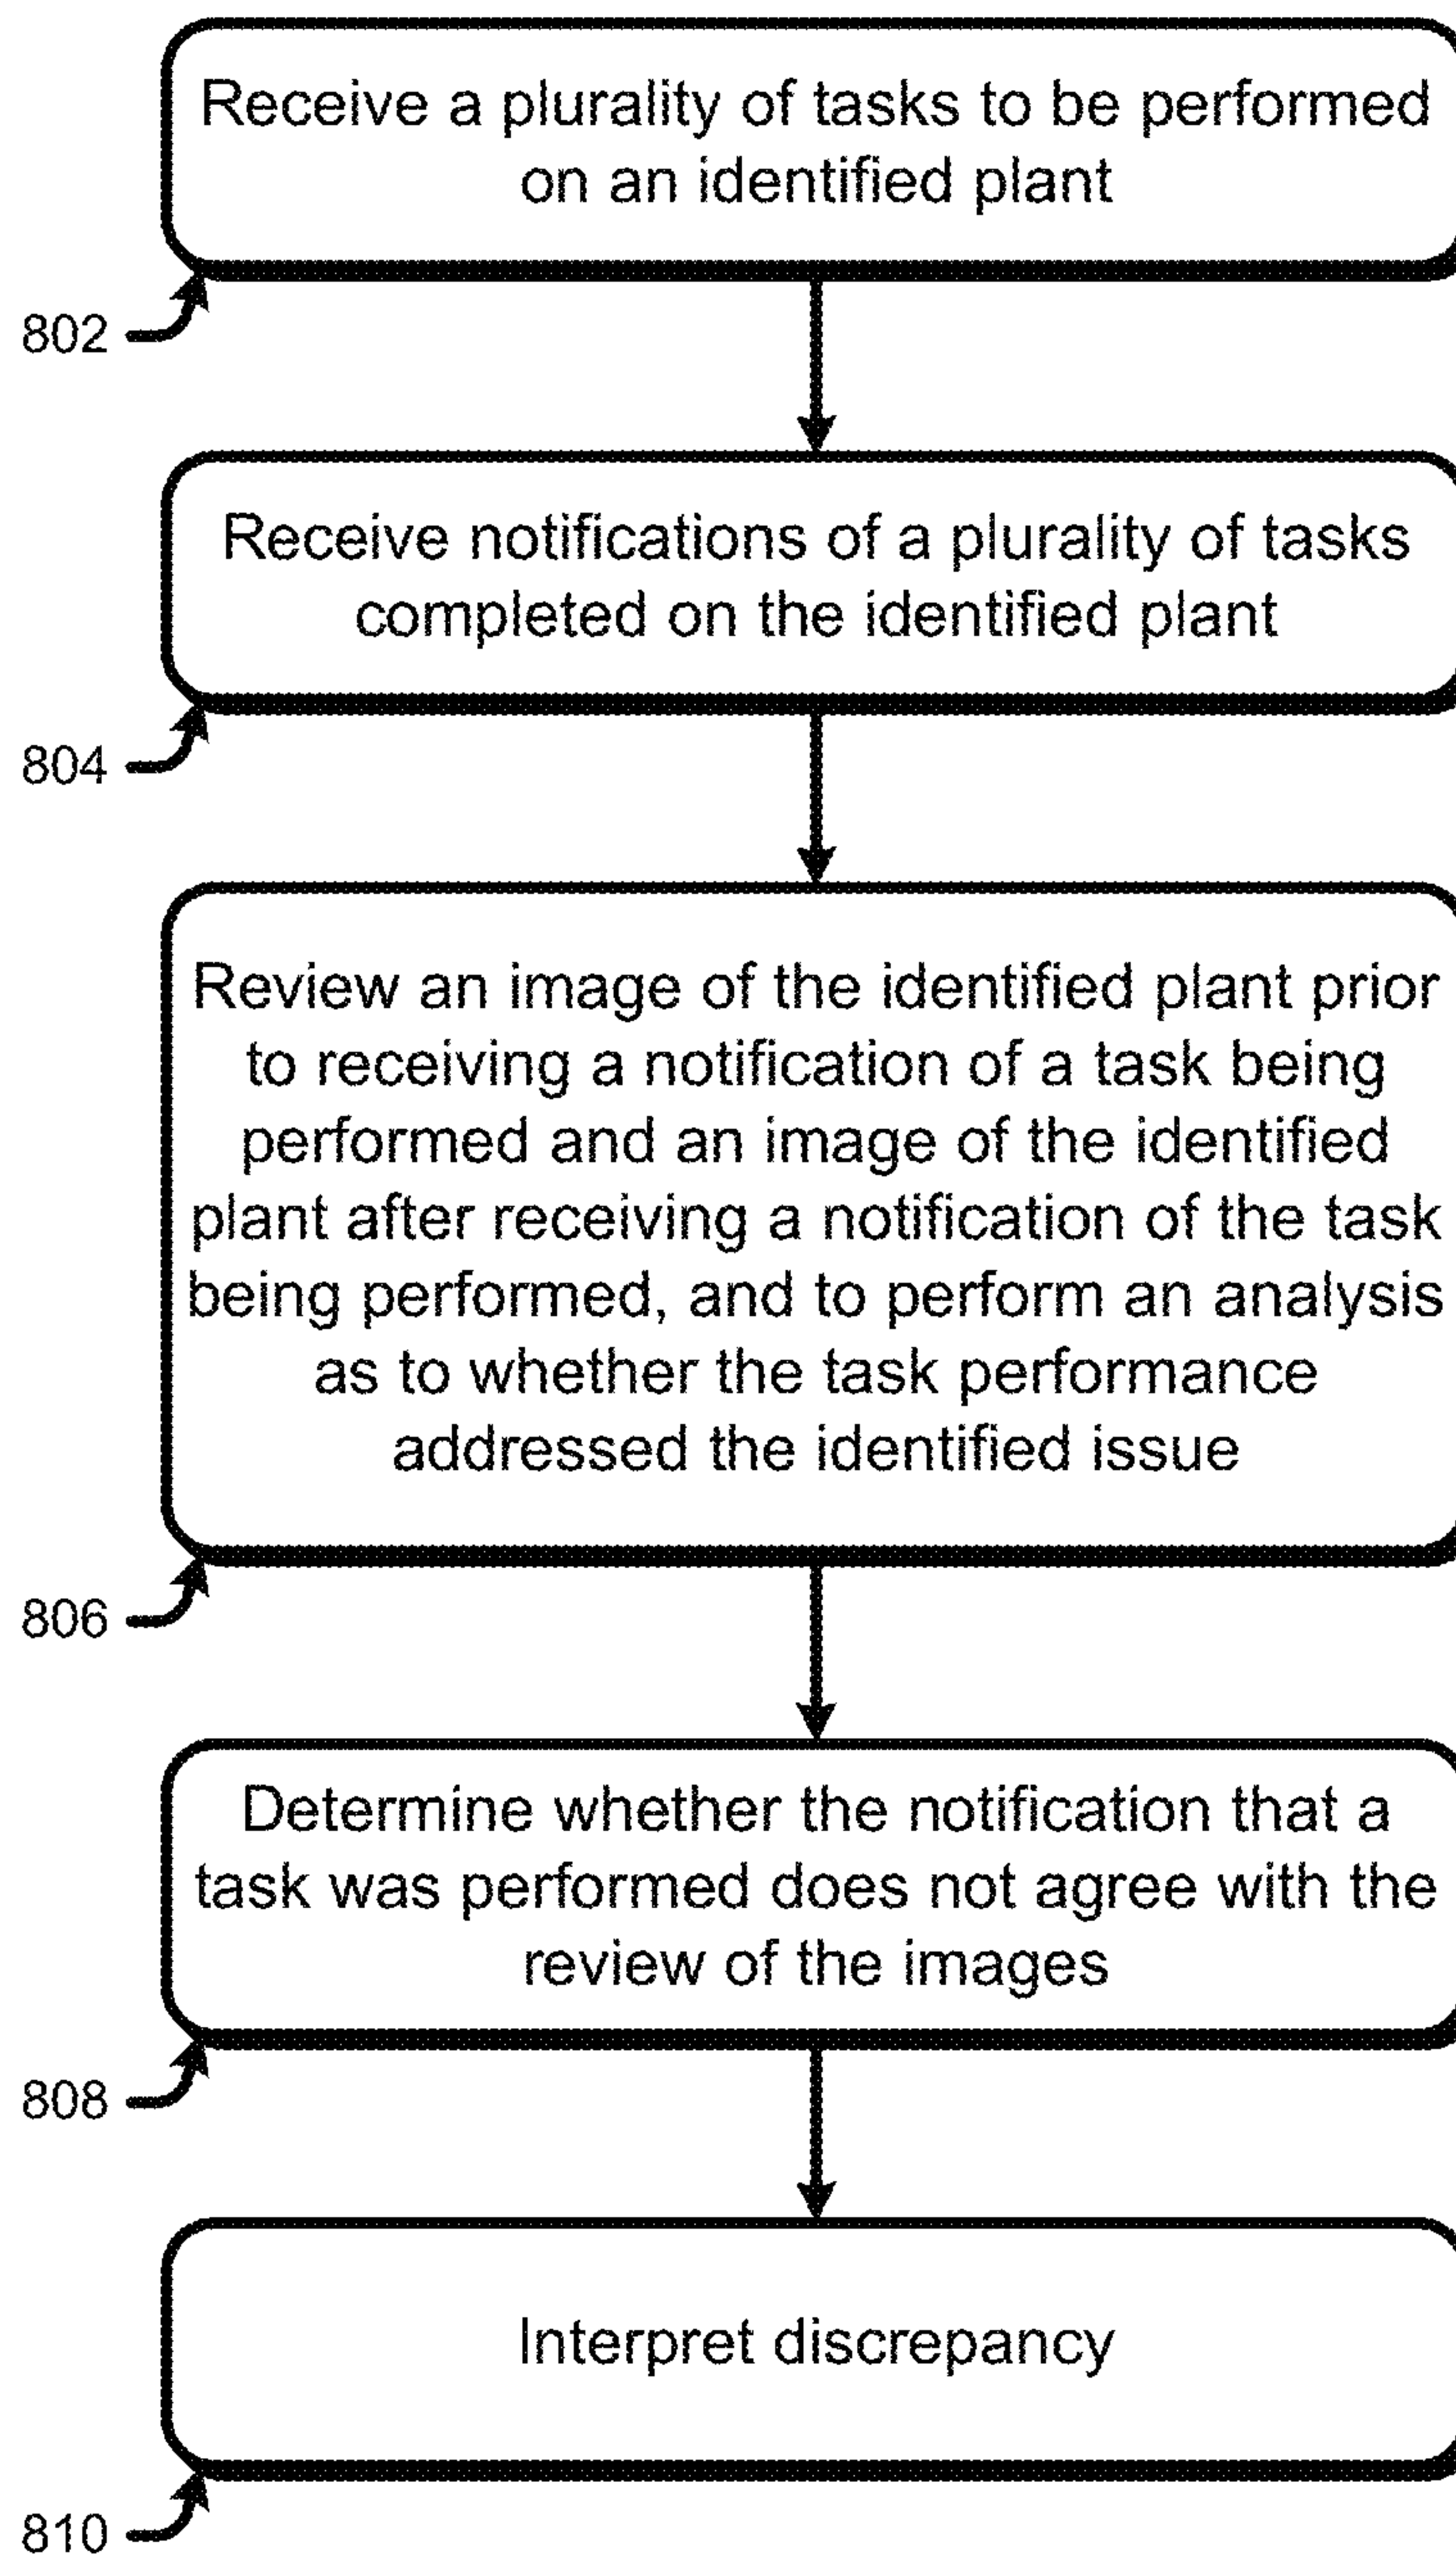 Receive a plurality of tasks to be performed
on an identified plant
802
Receive notifications of a plurality of tasks
completed on the identified plant
804
Review an image of the identified plant prior
to receiving a notification of a task being
performed and an image of the identified
plant after receiving a notification of the task
being performed, and to perform an analysis
as to whether the task performance
addressed the identified issue
806
Determine whether the notification that a
task was performed does not agree with the
review of the images
808
Interpret discrepancy
810